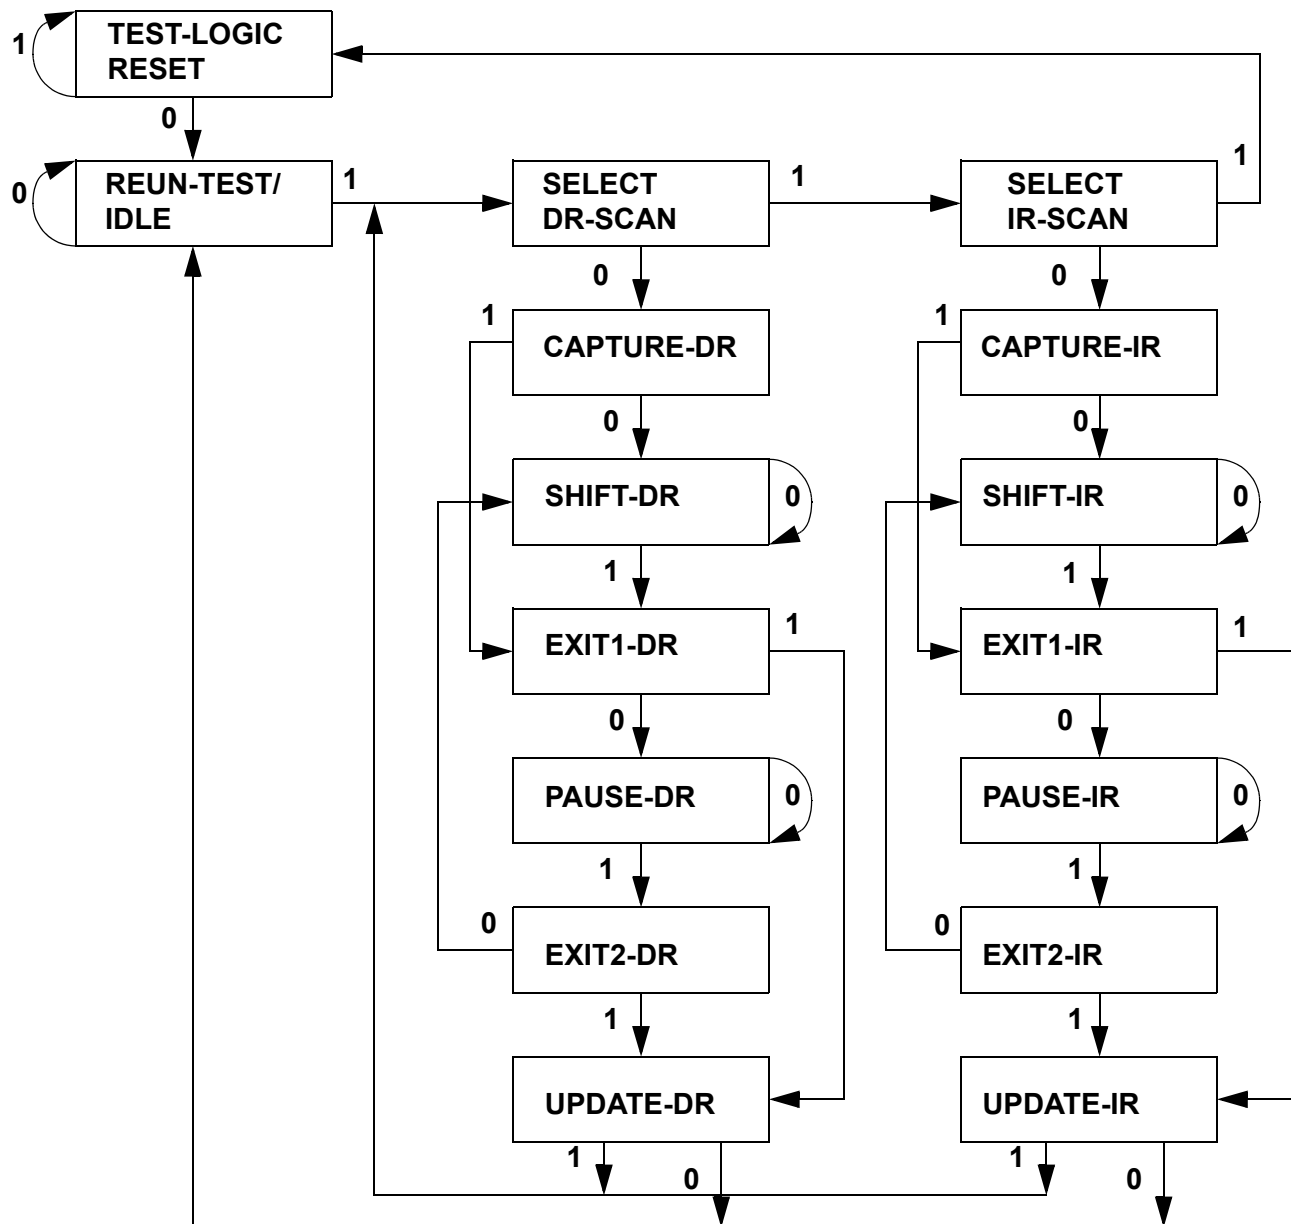 TEST-LOGIC
RESET
1
0
REUN-TEST/
IDLE
0
1
SELECT
DR-SCAN
1
SELECT
IR-SCAN
1
0
0
1
CAPTURE-DR
1
CAPTURE-IR
0
0
SHIFT-DR
0
SHIFT-IR
0
1
1
EXIT1-DR
1
EXIT1-IR
1
0
0
PAUSE-DR
0
PAUSE-IR
0
1
1
0
EXIT2-DR
0
EXIT2-IR
1
1
UPDATE-DR
UPDATE-IR
1
0
1
0